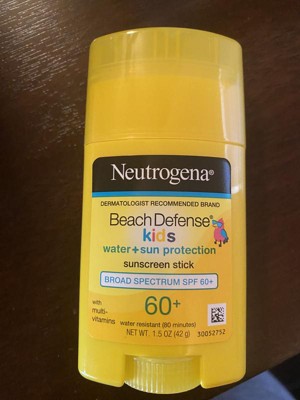 Neutrogena®
DERMATOLOGIST RECOMMENDED BRAND
Beach Defense®
kids
water+sun protection
sunscreen stick
BROAD SPECTRUM SPF 60+
with
multi-
vitamins
60+
water resistant (80 minutes)
NET WT. 1.5 OZ (42 g)
30052752